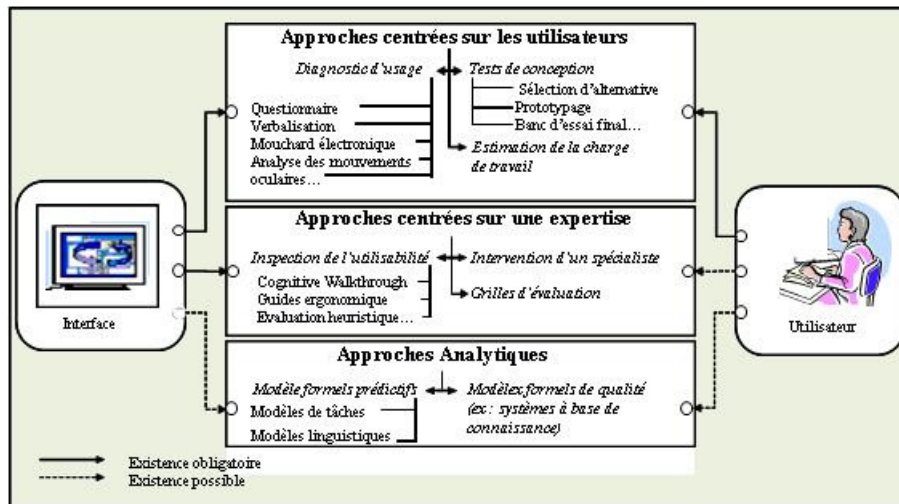 Approches centrées sur les utilisateurs
Diagnostic d'usage
Questionnaire
Verbalisation
Mouchard électronique
Analyse des mouvements
oculaires...
Tests de conception
Sélection d'alternative
Prototypage
Banc d'essai final...
Estimation de la charge
de travail
Approches centrées sur une expertise
Inspection de l'utilisabilité
Cognitive Walkthrough
Guides ergonomique
Evaluation heuristique...
Intervention d'un spécialiste
Grilles d'évaluation
Approches Analytiques
Modèle formels prédictifs
Modèles de tâches
Modèles linguistiques
Modèlex formels de qualité
(ex : systèmes à base de
connaissance)
Interface
Utilisateur
Existence obligatoire
Existence possible